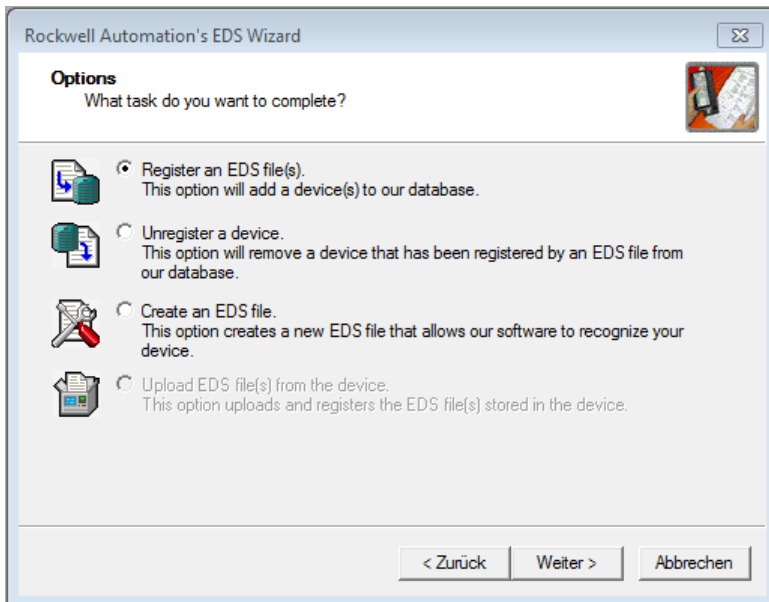 Rockwell Automation's EDS Wizard
Options
What task do you want to complete?
Register an EDS file(s).
This option will add a device(s) to our database.
Unregister a device.
This option will remove a device that has been registered by an EDS file from
our database.
Create an EDS file.
This option creates a new EDS file that allows our software to recognize your
device.
Upload EDS file(s) from the device.
This option uploads and registers the EDS file(s) stored in the device.
< Zurück Weiter > Abbrechen